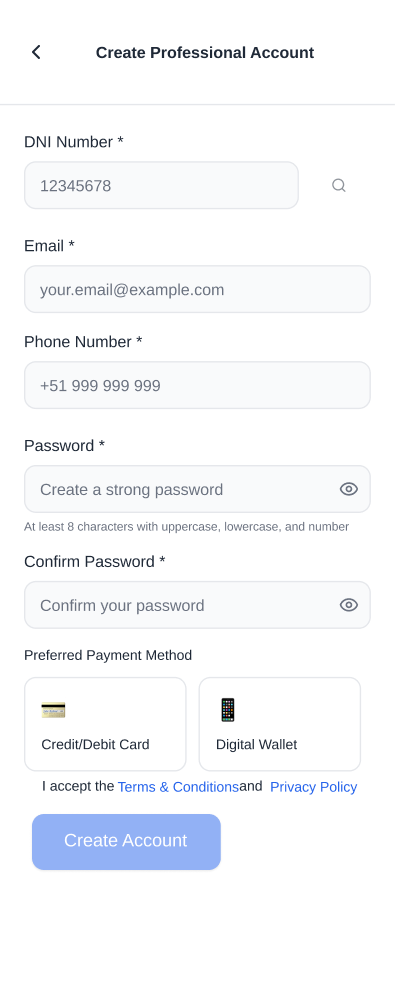 Create Professional Account
DNI Number *
12345678
Email *
your.email@example.com
Phone Number *
+51 999 999 999
Password *
Create a strong password
At least 8 characters with uppercase, lowercase, and number
Confirm Password *
Confirm your password
Preferred Payment Method
Credit/Debit Card
Digital Wallet
I accept the Terms & Conditionsand Privacy Policy
Create Account